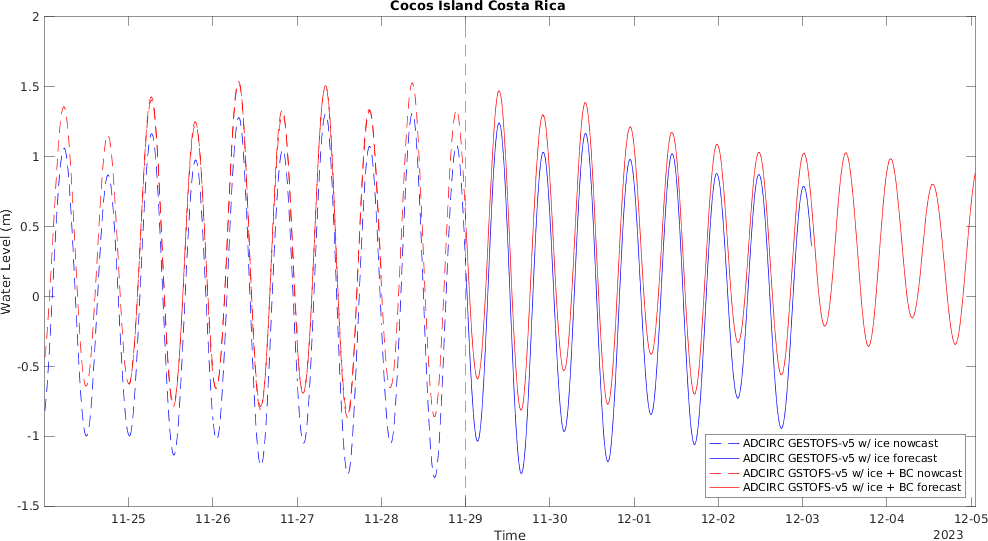 Cocos Island Costa Rica
Water Level (m)
2
1.5
1
0.5
0
-0.5
-1
-1.5
ADCIRC GESTOFS-v5 w/ ice nowcast
ADCIRC GESTOFS-v5 w/ ice forecast
ADCIRC GSTOFS-v5 w/ ice + BC nowcast
ADCIRC GSTOFS-v5 w/ ice + BC forecast
11-25 11-26 11-27 11-28 11-29 11-30 12-01 12-02 12-03 12-04 12-05
Time
2023